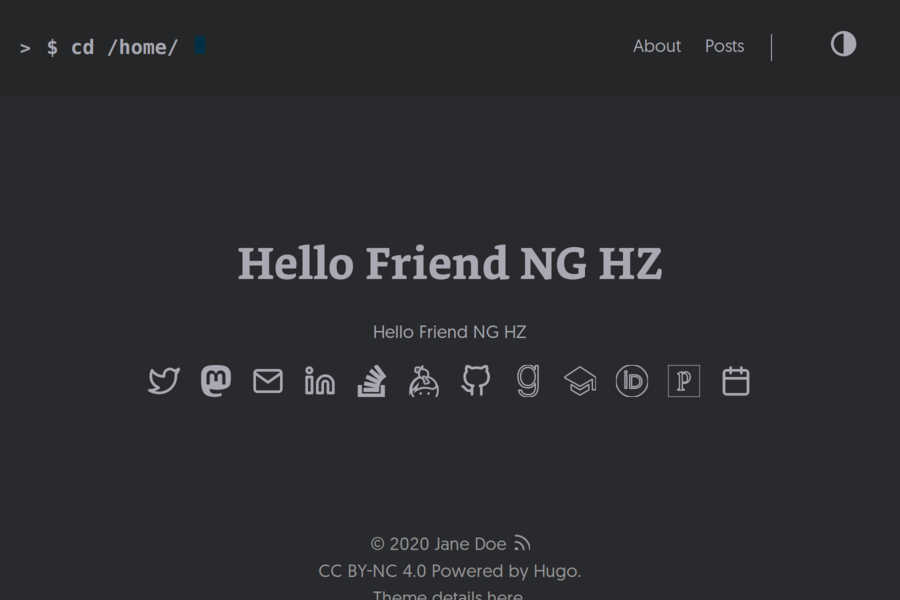 > $ cd /home/
About Posts
Hello Friend NG HZ
Hello Friend NG HZ
© 2020 Jane Doe
CC BY-NC 4.0 Powered by Hugo.
Theme details here